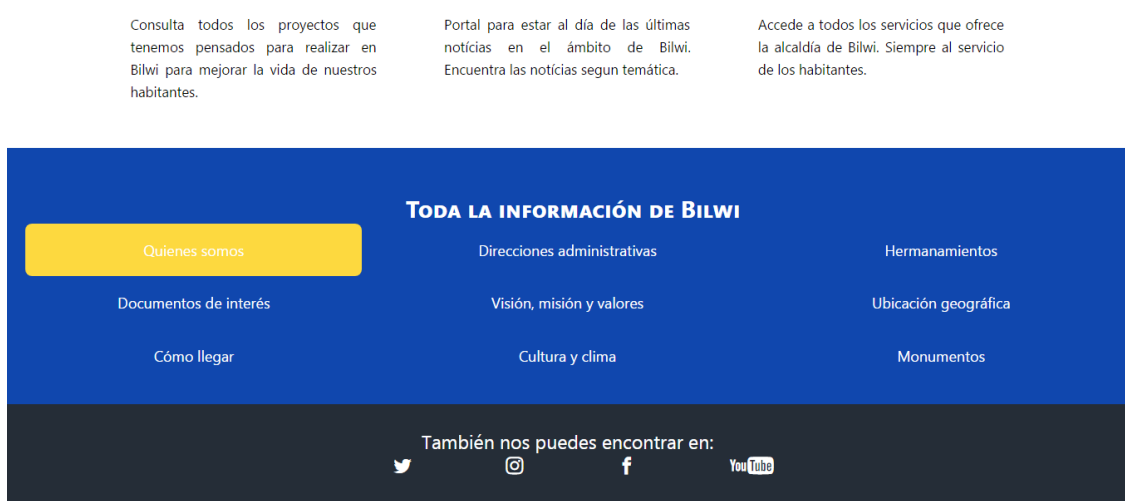 Consulta todos los proyectos que
tenemos pensados para realizar en
Bilwi para mejorar la vida de nuestros
habitantes.
Portal para estar al día de las últimas
notícias en el ámbito de Bilwi.
Encuentra las notícias segun temática.
Accede a todos los servicios que ofrece
la alcaldía de Bilwi. Siempre al servicio
de los habitantes.
Toda la información de Bilwi
Quienes somos
Direcciones administrativas
Hermanamientos
Documentos de interés
Visión, misión y valores
Ubicación geográfica
Cómo llegar
Cultura y clima
Monumentos
También nos puedes encontrar en:
YouTube